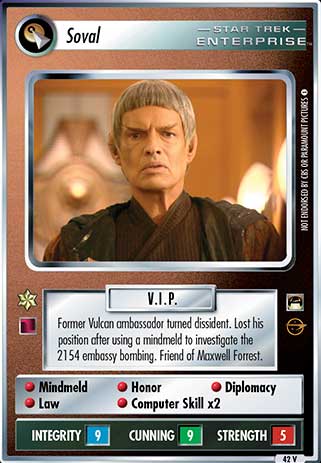 Soval
STAR TREK
ENTERPRISE™
NOT ENDORSED BY CBS OR PARAMOUNT PICTURES
V.I.P.
Former Vulcan ambassador turned dissident. Lost his
position after using a mindmeld to investigate the
2154 embassy bombing. Friend of Maxwell Forrest.
Mindmeld Honor Diplomacy
Law Computer Skill x2
INTEGRITY 9 CUNNING 9 STRENGTH 5
42 V